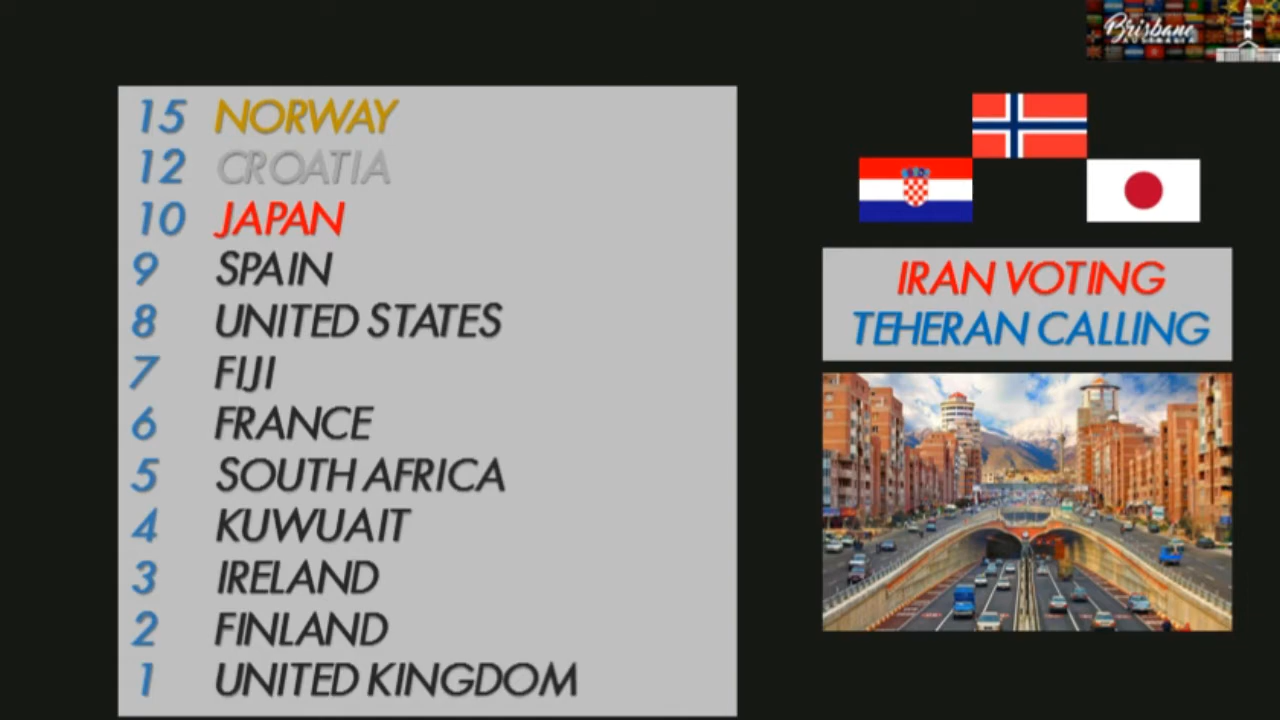 Brisbane
AUSTRALIA
15 NORWAY
12 CROATIA
10 JAPAN
9 SPAIN
8 UNITED STATES
7 FIJI
6 FRANCE
5 SOUTH AFRICA
4 KUWUAIT
3 IRELAND
2 FINLAND
1 UNITED KINGDOM
IRAN VOTING
TEHERAN CALLING